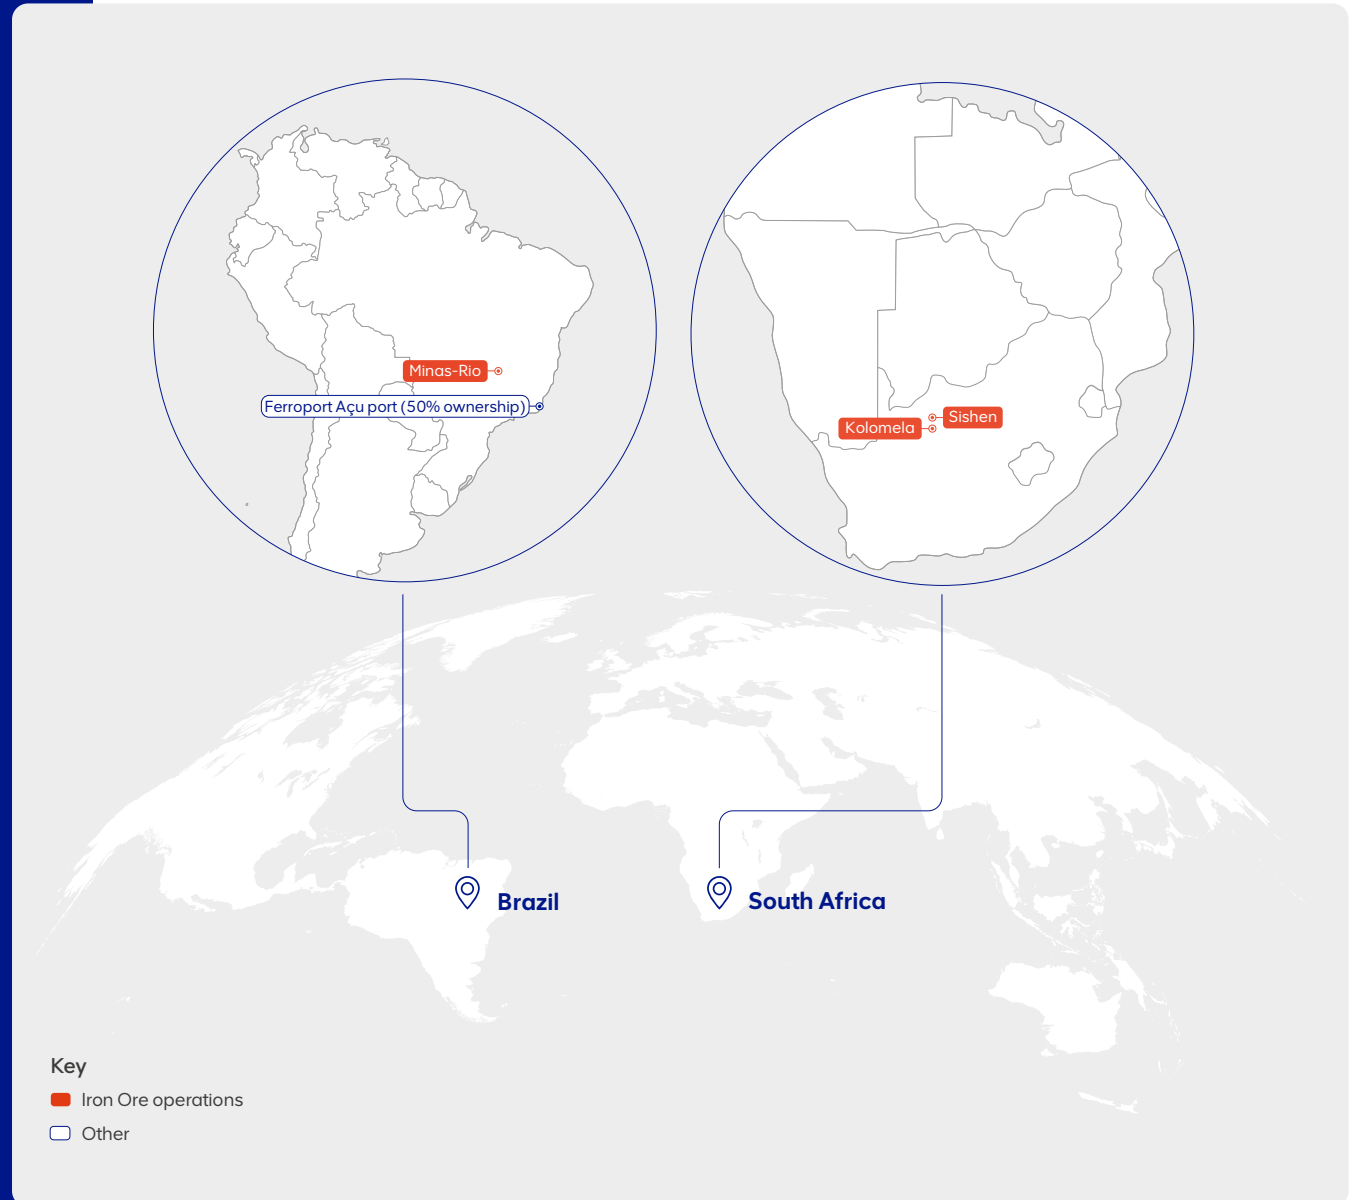 Minas-Rio
Ferroport Açu port (50% ownership)
Sishen
Kolomela
Brazil
South Africa
Key
Iron Ore operations
Other